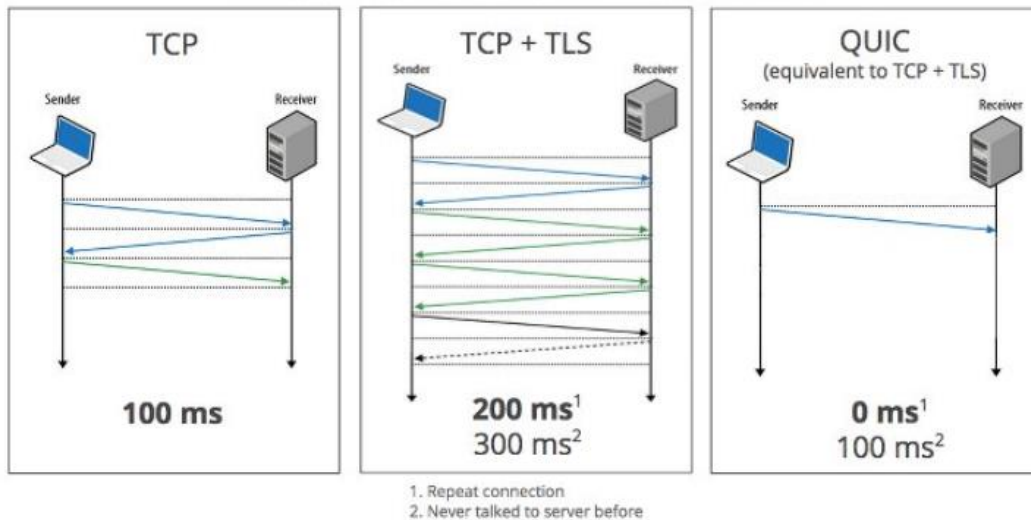 TCP
Sender
Receiver
100 ms
TCP + TLS
Sender
Receiver
200 ms¹
300 ms²
QUIC
(equivalent to TCP + TLS)
Sender
Receiver
0 ms¹
100 ms²
1. Repeat connection
2. Never talked to server before